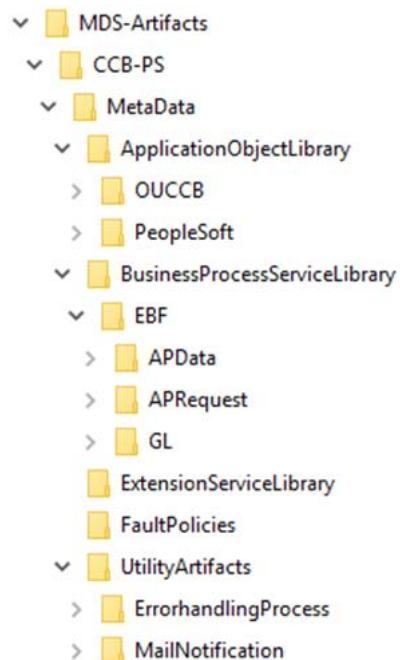 MDS-Artifacts
CCB-PS
MetaData
ApplicationObjectLibrary
OUCCB
PeopleSoft
BusinessProcessServiceLibrary
EBF
APData
APRequest
GL
ExtensionServiceLibrary
FaultPolicies
UtilityArtifacts
ErrorhandlingProcess
MailNotification